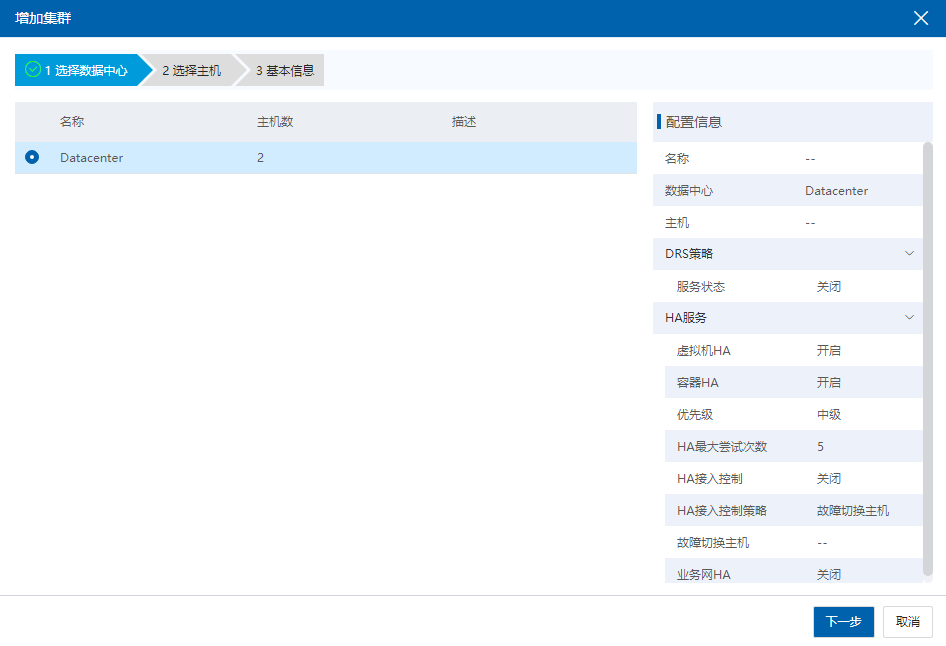 增加集群
1 选择数据中心 2 选择主机 3 基本信息
名称 主机数 描述
Datacenter 2
配置信息
名称 --
数据中心 Datacenter
主机 --
DRS策略
服务状态 关闭
HA服务
虚拟机HA 开启
容器HA 开启
优先级 中级
HA最大尝试次数 5
HA接入控制 关闭
HA接入控制策略 故障切换主机
故障切换主机 --
业务网HA 关闭
下一步 取消